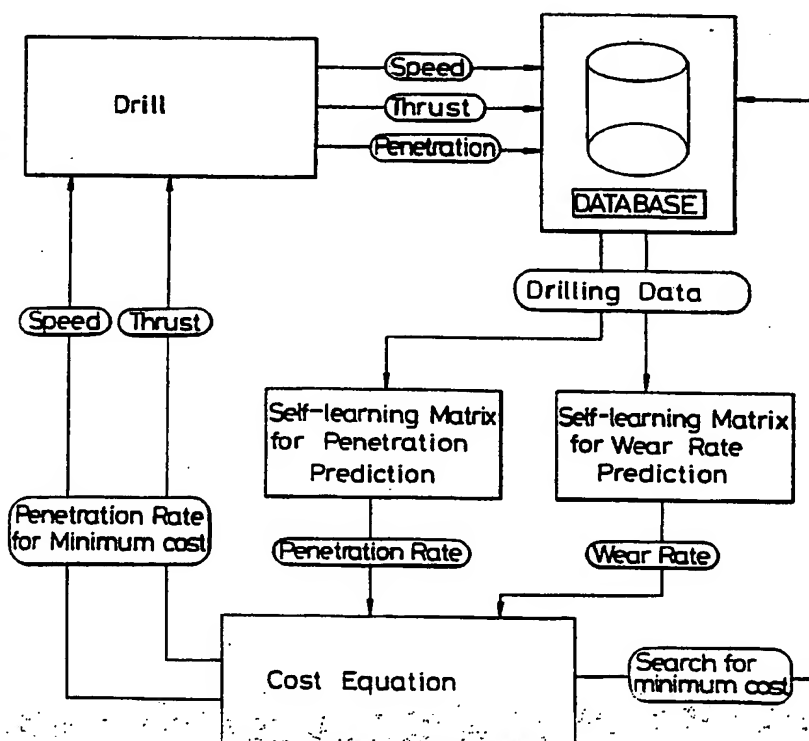 Drill
Speed
Thrust
Penetration
DATABASE
Drilling Data
Speed
Thrust
Self-learning Matrix
for Penetration
Prediction
Self-learning Matrix
for Wear Rate
Prediction
Penetration Rate
for Minimum cost
Penetration Rate
Wear Rate
Cost Equation
Search for
minimum cost